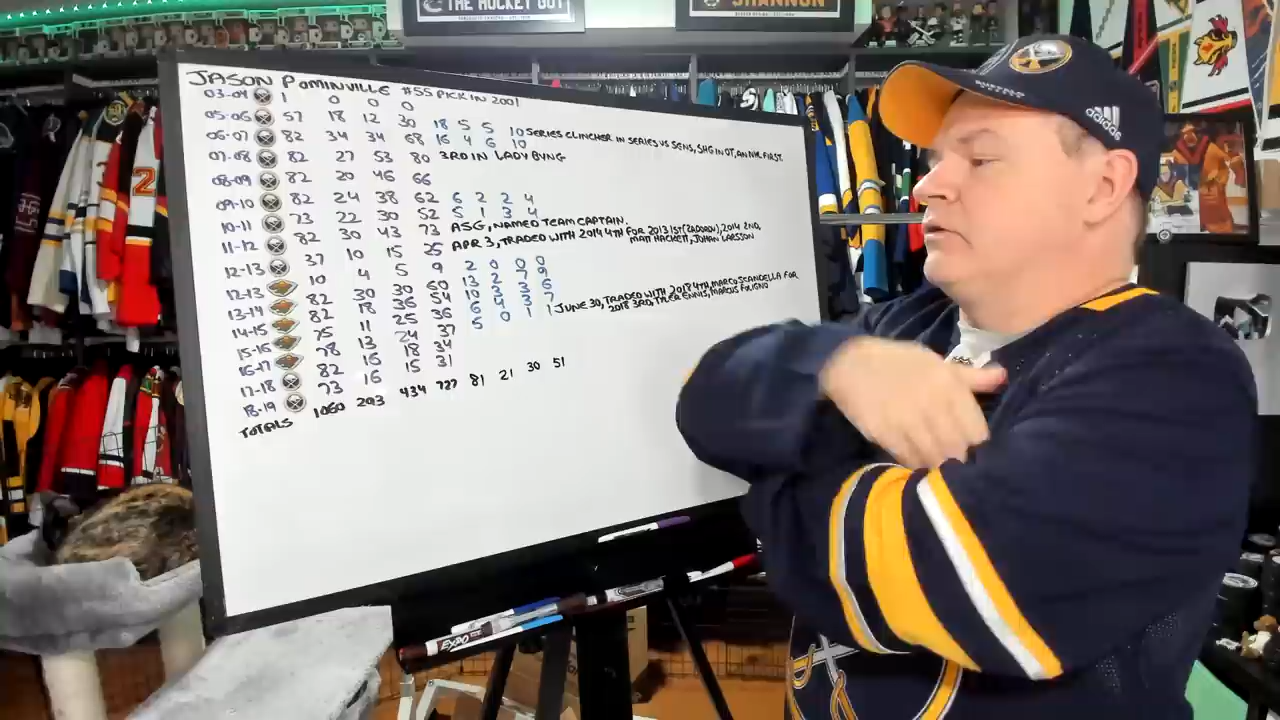 THE HOCKEY GUY
SHANNON
JASON POMINVILLE #55 PICK IN 2001
03-04 1 0 0 0
05-06 57 18 12 30 18 5 5 10 SERIES CLINCHER IN SERIES VS SENS, SHG IN OT, AN NHL FIRST.
06-07 82 34 34 68 16 4 6 10
07-08 82 27 53 80 3RD IN LADY BYNG
08-09 82 20 46 66
09-10 82 24 38 62 6 2 2 4
10-11 73 22 30 52 5 1 3 4
11-12 82 30 43 73 ASG, NAMED TEAM CAPTAIN.
12-13 37 10 15 25 APR 3, TRADED WITH 2014 4TH FOR 2013 1ST (ZADOROV), 2014 2ND,
MATT HACKETT, JOHAN LARSSON
12-13 10 4 5 9 2 0 0 0
13-14 82 30 30 60 13 2 7 9
14-15 82 18 36 54 10 3 3 6
15-16 75 11 25 36 6 4 3 7
16-17 78 13 24 37 5 0 1 1 JUNE 30, TRADED WITH 2018 4TH, MARCO SCANDELLA FOR
2018 3RD, TYLER ENNIS, MARCUS FOLIGNO
17-18 82 16 18 34
18-19 73 16 15 31
TOTALS 1060 293 434 727 81 21 30 51
adidas
EXPO